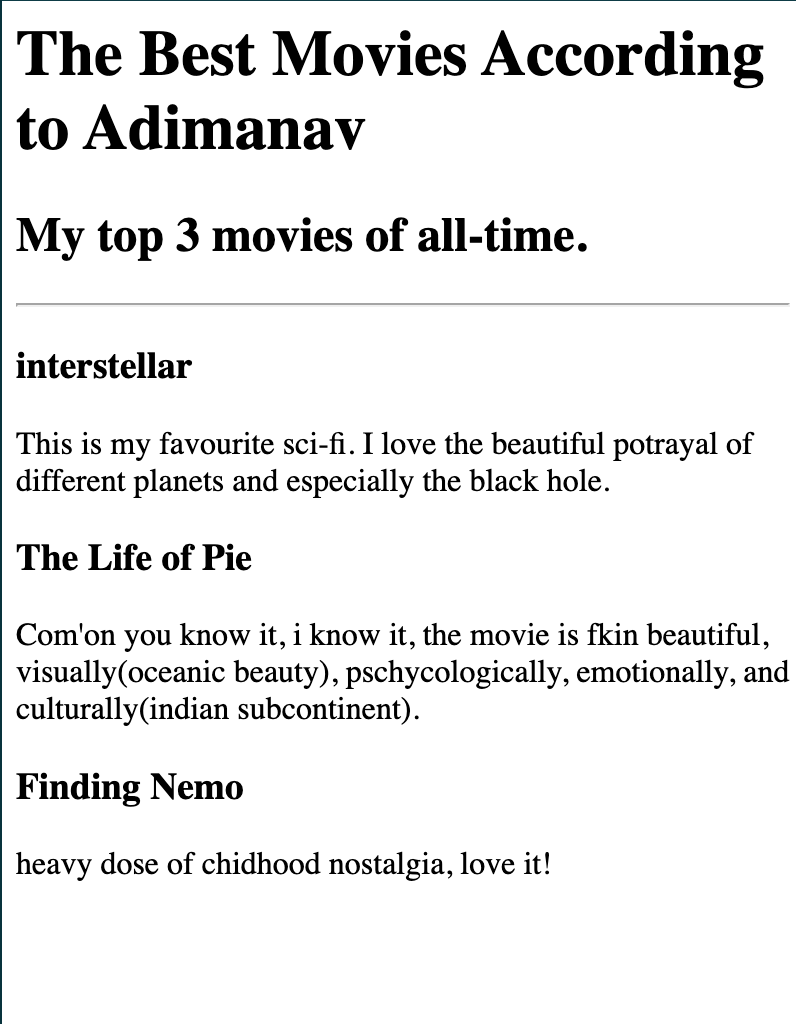 The Best Movies According
to Adimanav
My top 3 movies of all-time.
interstellar
This is my favourite sci-fi. I love the beautiful potrayal of
different planets and especially the black hole.
The Life of Pie
Com'on you know it, i know it, the movie is fkin beautiful,
visually(oceanic beauty), pschycologically, emotionally, and
culturally(indian subcontinent).
Finding Nemo
heavy dose of chidhood nostalgia, love it!